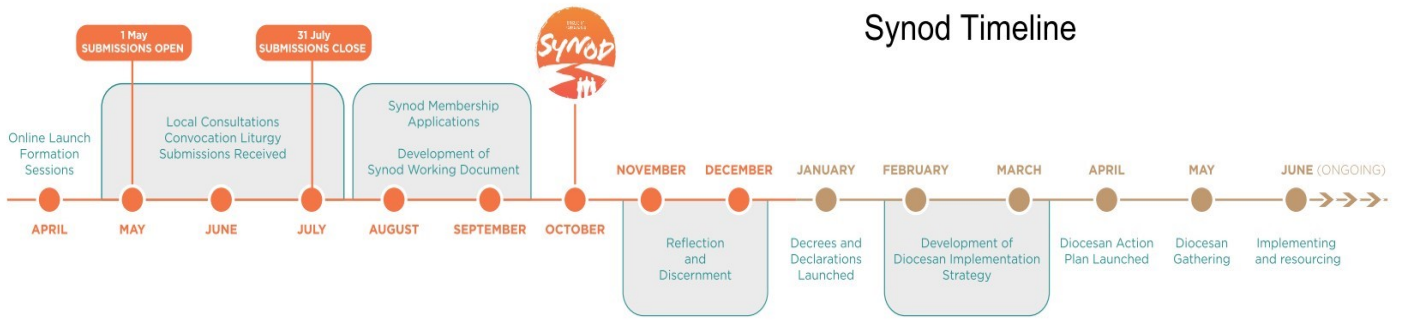 Synod Timeline
1 May
SUBMISSIONS OPEN
31 July
SUBMISSIONS CLOSE
SYNOD
Online Launch
Formation
Sessions
Local Consultations
Convocation Liturgy
Submissions Received
Synod Membership
Applications
Development of
Synod Working Document
APRIL
MAY
JUNE
JULY
AUGUST
SEPTEMBER
OCTOBER
NOVEMBER
DECEMBER
JANUARY
FEBRUARY
MARCH
APRIL
MAY
JUNE (ONGOING)
Reflection
and
Discernment
Decrees and
Declarations
Launched
Development of
Diocesan Implementation
Strategy
Diocesan Action
Plan Launched
Diocesan
Gathering
Implementing
and resourcing